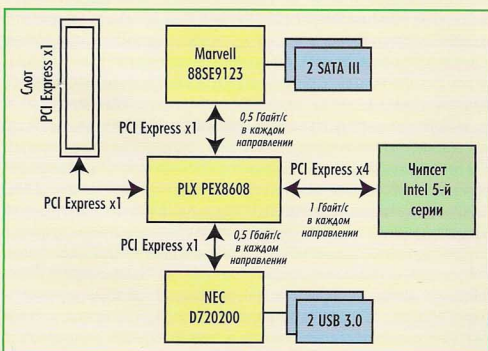 Слот
PCI Express x1
Marvell
88SE9123
2 SATA III
PCI Express x1
0,5 Гбайт/с
в каждом
направлении
PCI Express x1
PLX PEX8608
PCI Express x4
1 Гбайт/с
в каждом
направлении
Чипсет
Intel 5-й
серии
PCI Express x1
0,5 Гбайт/с
в каждом
направлении
NEC
D720200
2 USB 3.0